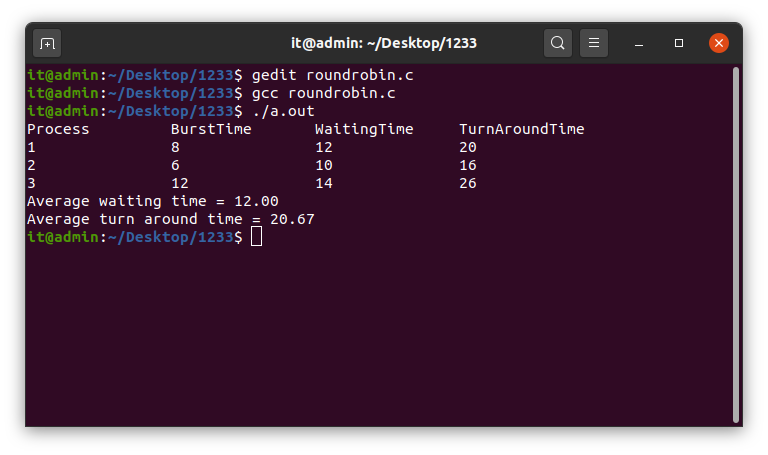 it@admin: ~/Desktop/1233
it@admin:~/Desktop/1233$ gedit roundrobin.c
it@admin:~/Desktop/1233$ gcc roundrobin.c
it@admin:~/Desktop/1233$ ./a.out
Process BurstTime WaitingTime TurnAroundTime
1 8 12 20
2 6 10 16
3 12 14 26
Average waiting time = 12.00
Average turn around time = 20.67
it@admin:~/Desktop/1233$